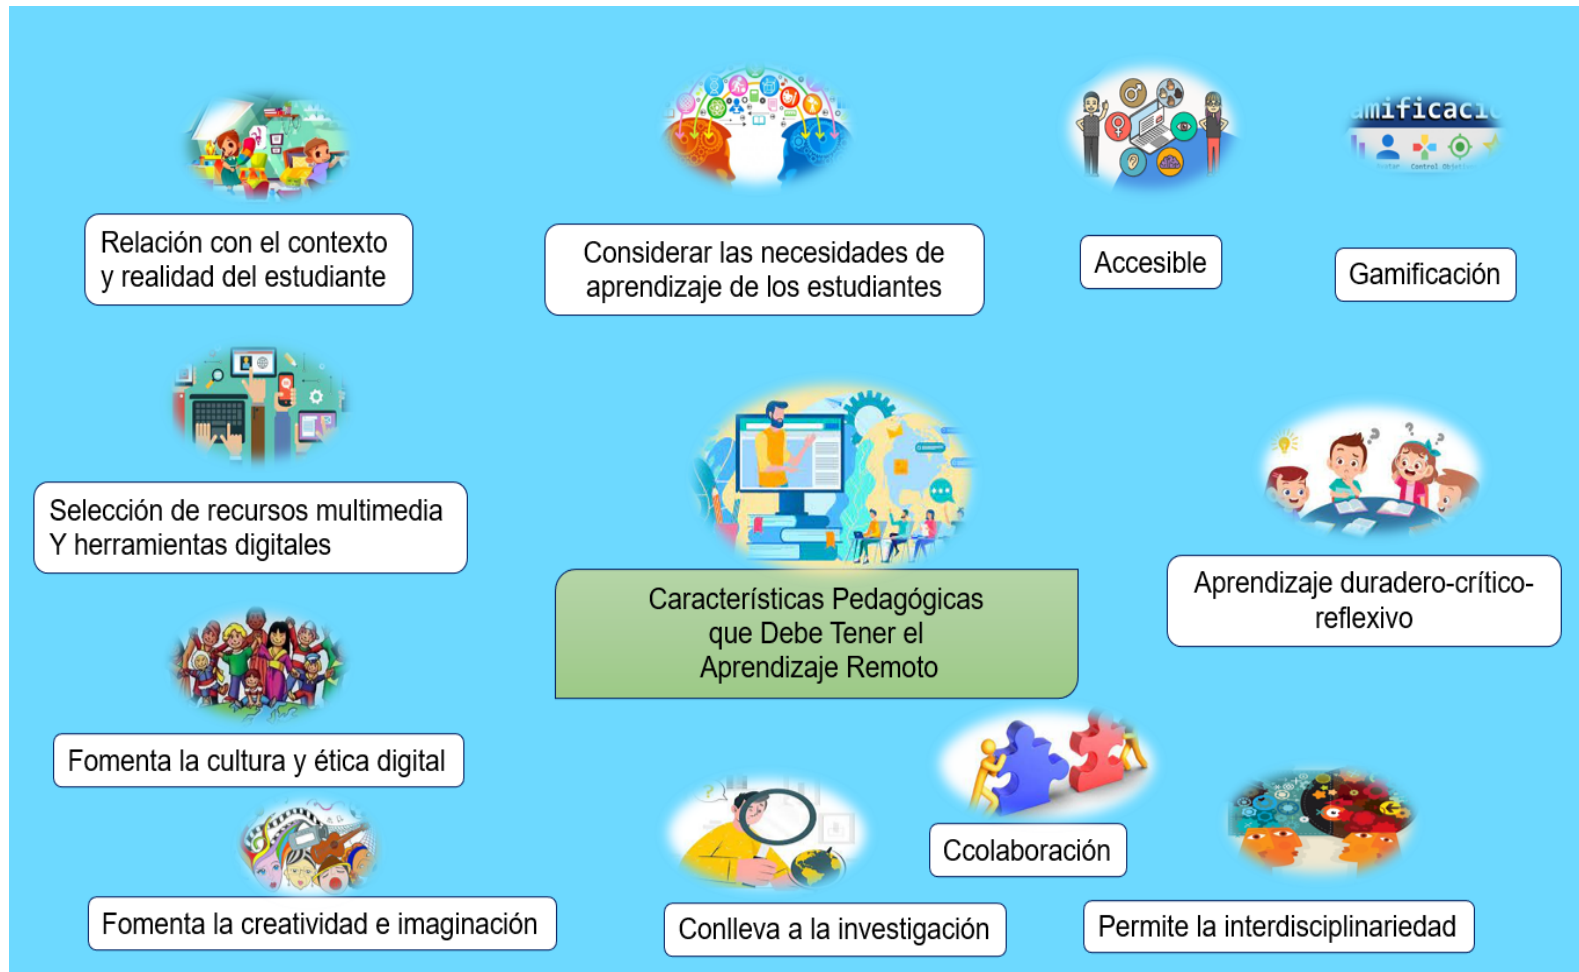 amificaci
Control
Relación con el contexto
y realidad del estudiante
Considerar las necesidades de
aprendizaje de los estudiantes
Accesible
Gamificación
Selección de recursos multimedia
Y herramientas digitales
Características Pedagógicas
que Debe Tener el
Aprendizaje Remoto
Aprendizaje duradero-crítico-
reflexivo
Fomenta la cultura y ética digital
Ccolaboración
Fomenta la creatividad e imaginación
Conlleva a la investigación
Permite la interdisciplinariedad